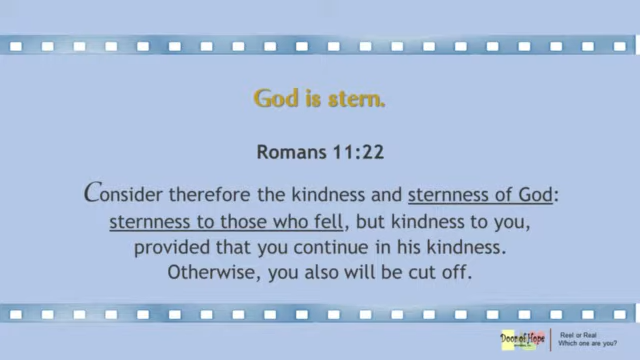 God is stern.
Romans 11:22
Consider therefore the kindness and sternness of God:
sternness to those who fell, but kindness to you,
provided that you continue in his kindness.
Otherwise, you also will be cut off.
Door of Hope
Reel or Real
Which one are you?